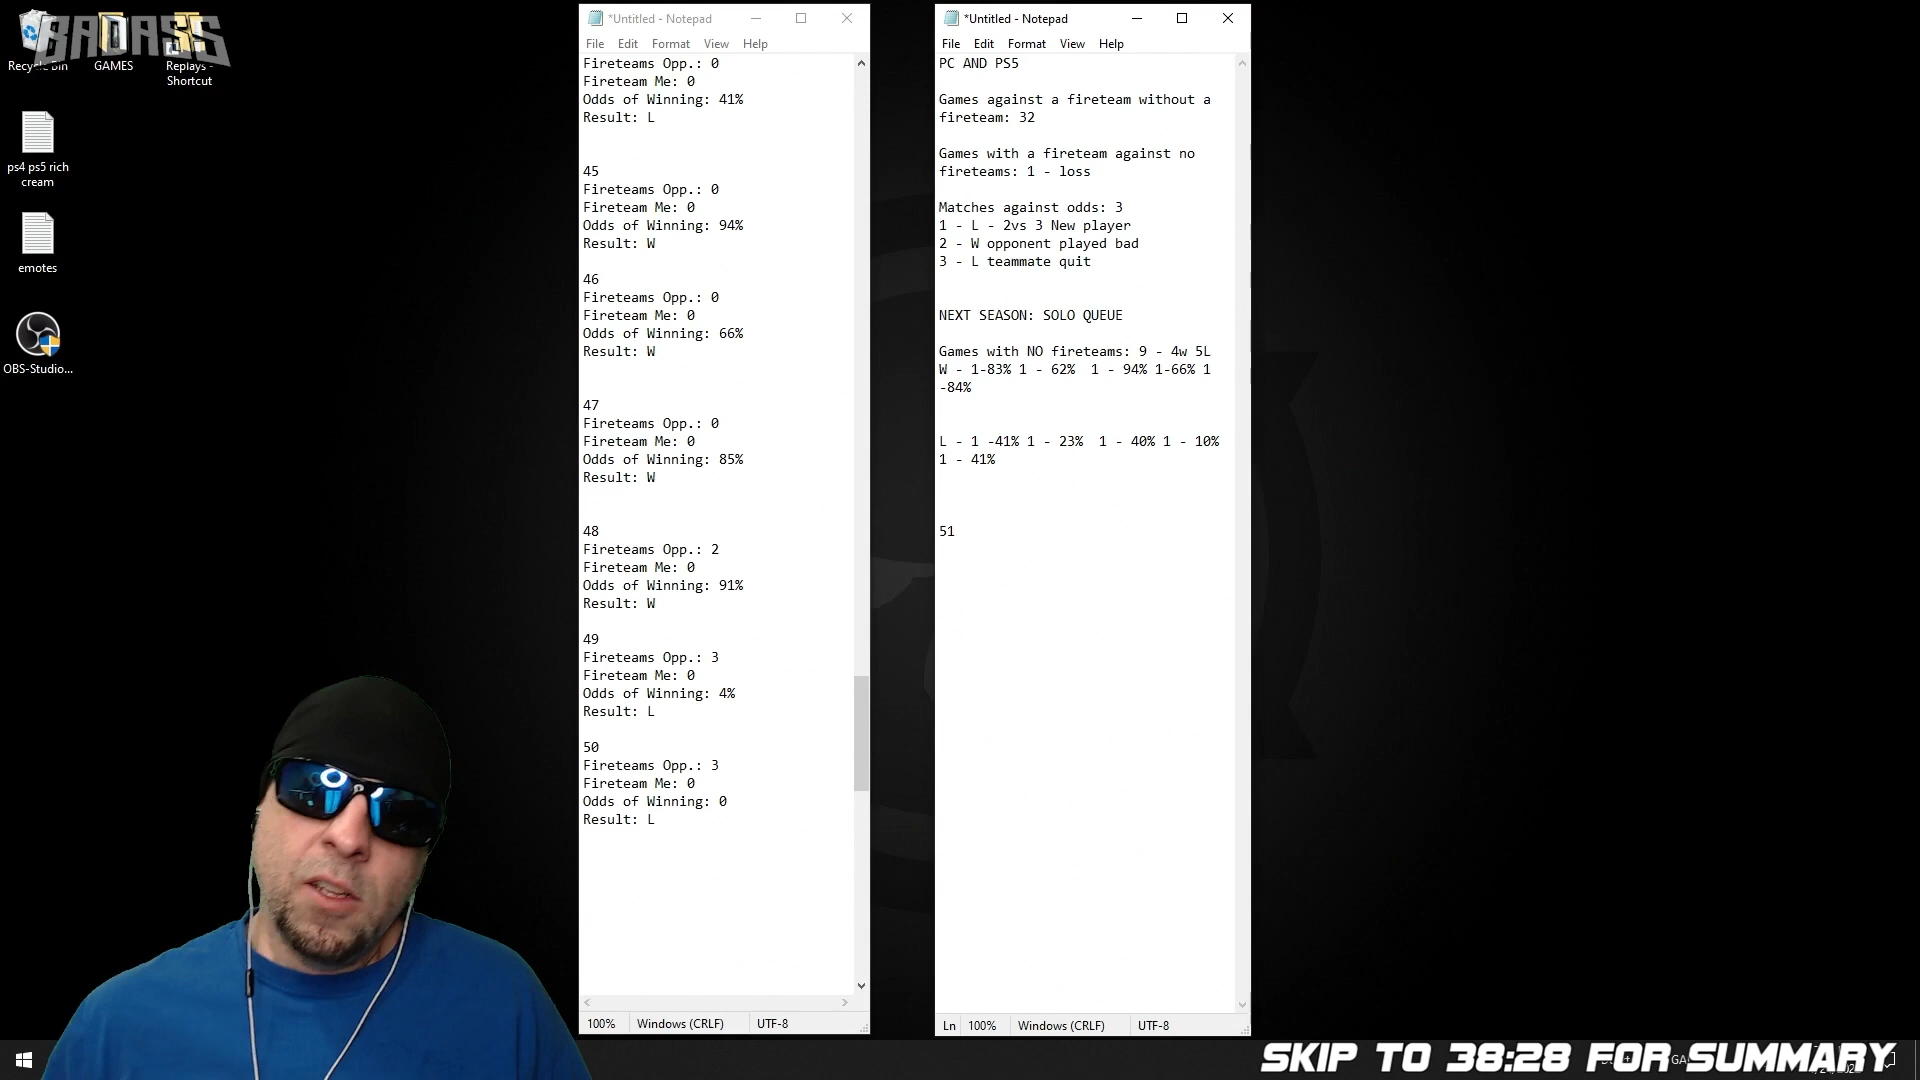 BADASS
Recycle Bin
GAMES
Replays - Shortcut
ps4 ps5 rich cream
emotes
OBS-Studio...
*Untitled - Notepad
File Edit Format View Help
Fireteams Opp.: 0
Fireteam Me: 0
Odds of Winning: 41%
Result: L
45
Fireteams Opp.: 0
Fireteam Me: 0
Odds of Winning: 94%
Result: W
46
Fireteams Opp.: 0
Fireteam Me: 0
Odds of Winning: 66%
Result: W
47
Fireteams Opp.: 0
Fireteam Me: 0
Odds of Winning: 85%
Result: W
48
Fireteams Opp.: 2
Fireteam Me: 0
Odds of Winning: 91%
Result: W
49
Fireteams Opp.: 3
Fireteam Me: 0
Odds of Winning: 4%
Result: L
50
Fireteams Opp.: 3
Fireteam Me: 0
Odds of Winning: 0
Result: L
100% Windows (CRLF) UTF-8
*Untitled - Notepad
File Edit Format View Help
PC AND PS5
Games against a fireteam without a
fireteam: 32
Games with a fireteam against no
fireteams: 1 - loss
Matches against odds: 3
1 - L - 2vs 3 New player
2 - W opponent played bad
3 - L teammate quit
NEXT SEASON: SOLO QUEUE
Games with NO fireteams: 9 - 4w 5L
W - 1-83% 1 - 62%  1 - 94% 1-66% 1
-84%
L - 1 -41% 1 - 23%  1 - 40% 1 - 10%
1 - 41%
51
Ln 100% Windows (CRLF) UTF-8
SKIP TO 38:28 FOR SUMMARY